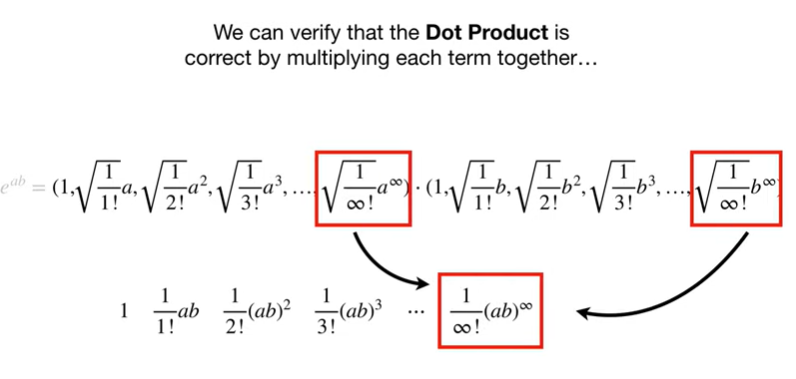 We can verify that the Dot Product is
correct by multiplying each term together…
e^{ab} = (1, √(1/1!) a, √(1/2!) a², √(1/3!) a³, …. √(1/∞!) a^∞) · (1, √(1/1!) b, √(1/2!) b², √(1/3!) b³, …., √(1/∞!) b^∞)
1 1/1! ab 1/2! (ab)² 1/3! (ab)³ ... 1/∞! (ab)^∞